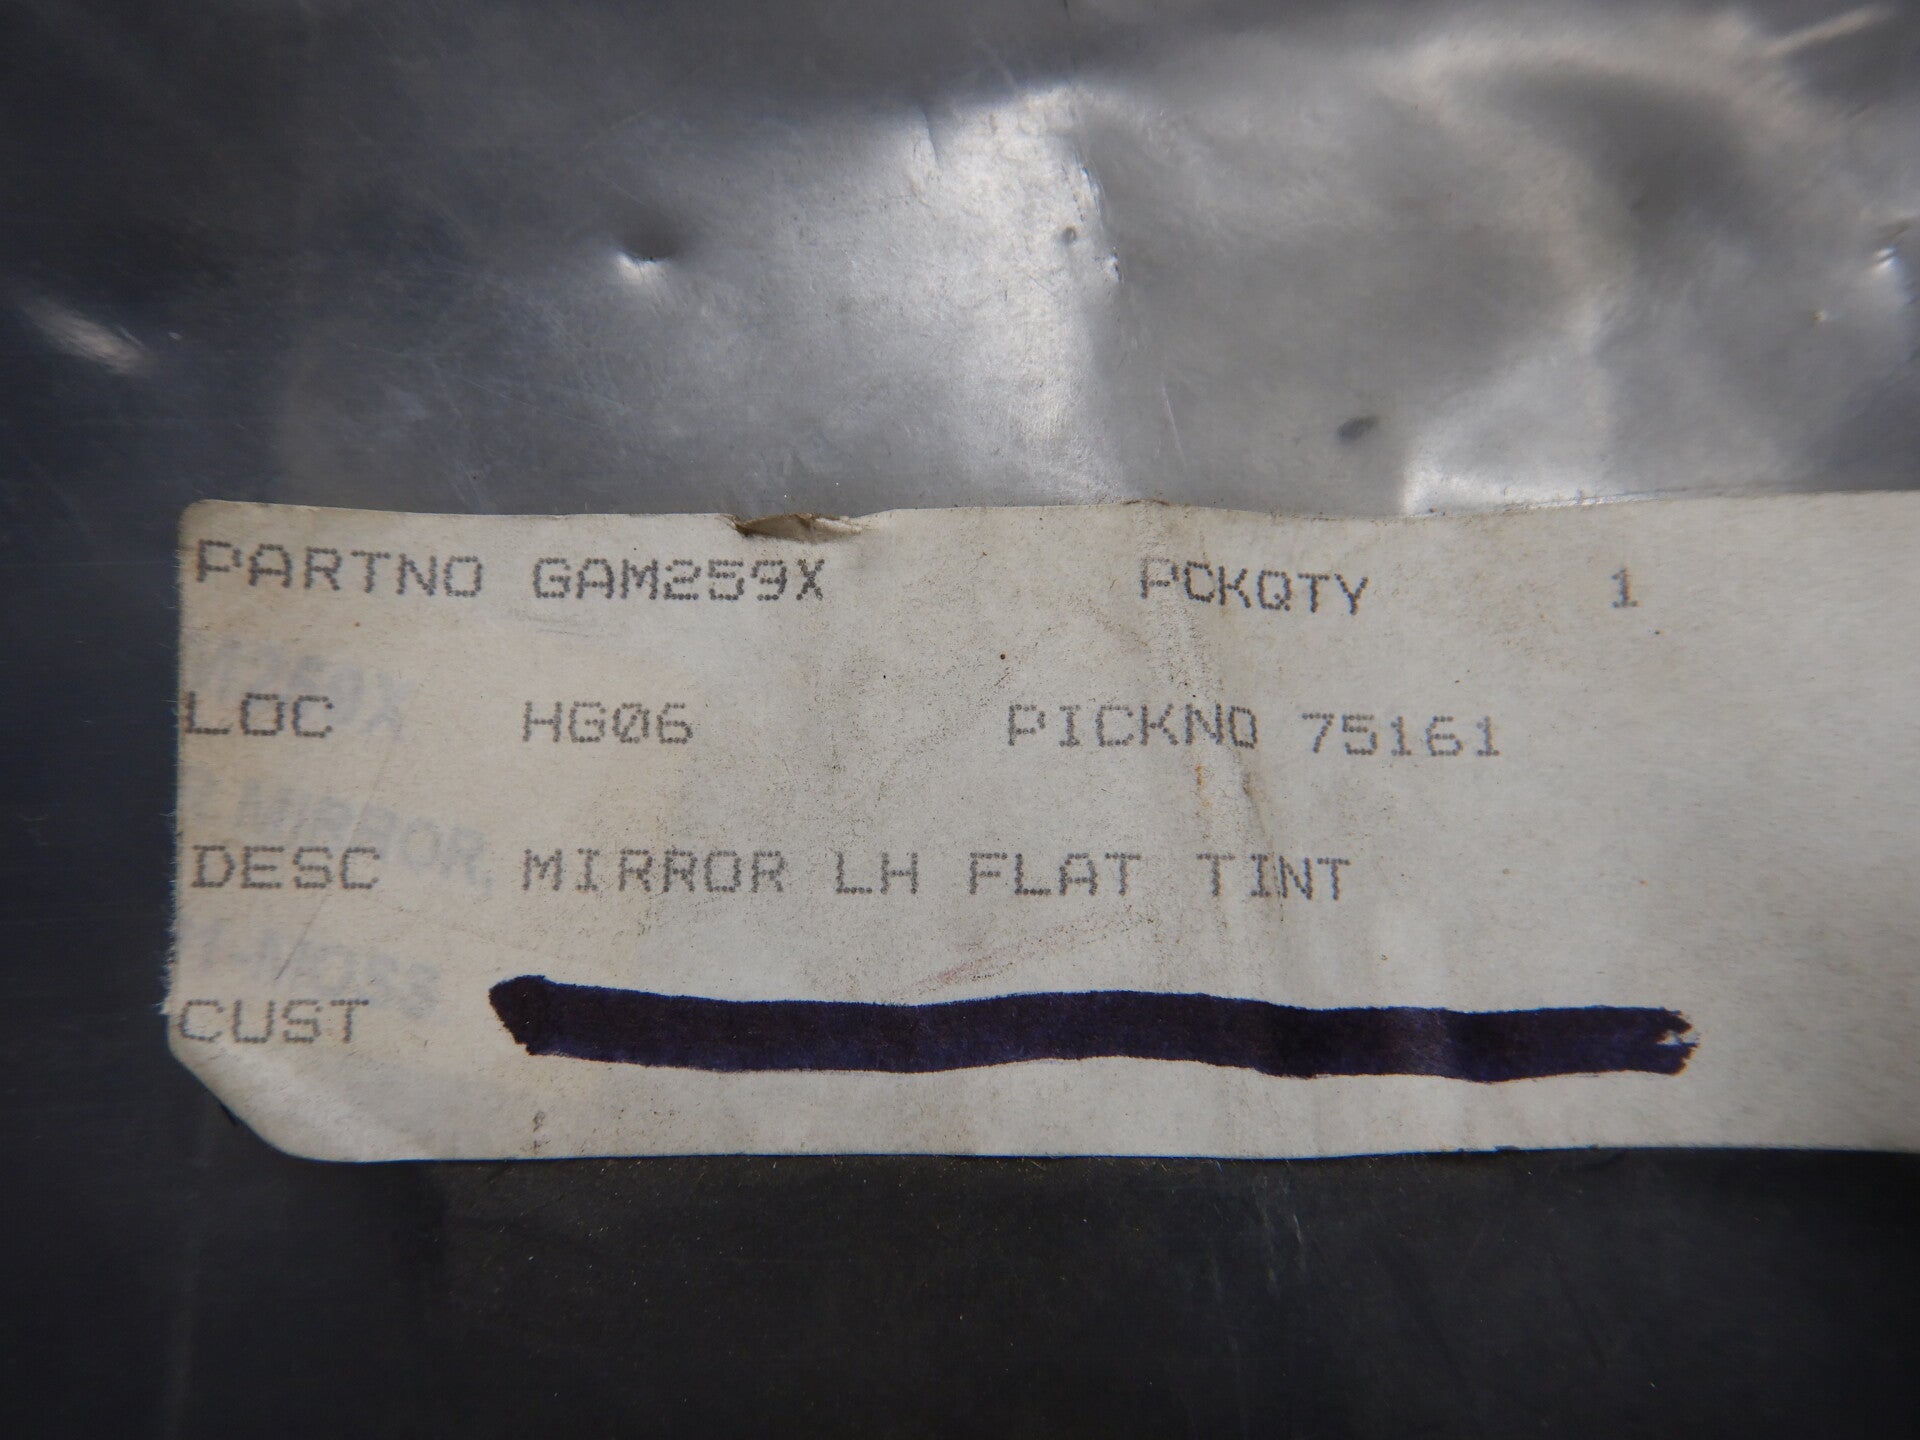 PARTNO GAM259X PCKQTY 1
LOC HG06 PICKNO 75161
DESC MIRROR LH FLAT TINT
CUST